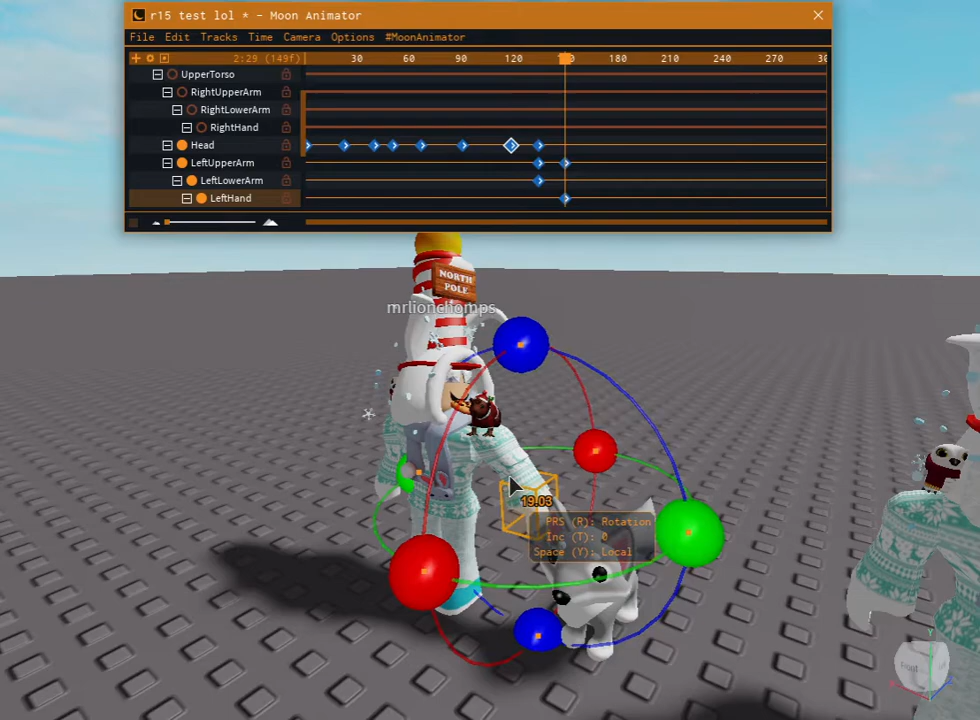 r15 test lol * - Moon Animator
File Edit Tracks Time Camera Options #MoonAnimator
2:29 (149f) 30 60 90 120 180 210 240 270
UpperTorso
RightUpperArm
RightLowerArm
RightHand
Head
LeftUpperArm
LeftLowerArm
LeftHand
NORTH
POLE
mrlionchomps
19.03
PRS (R): Rotation
Inc (T): 0
Space (Y): Local
Y
Front